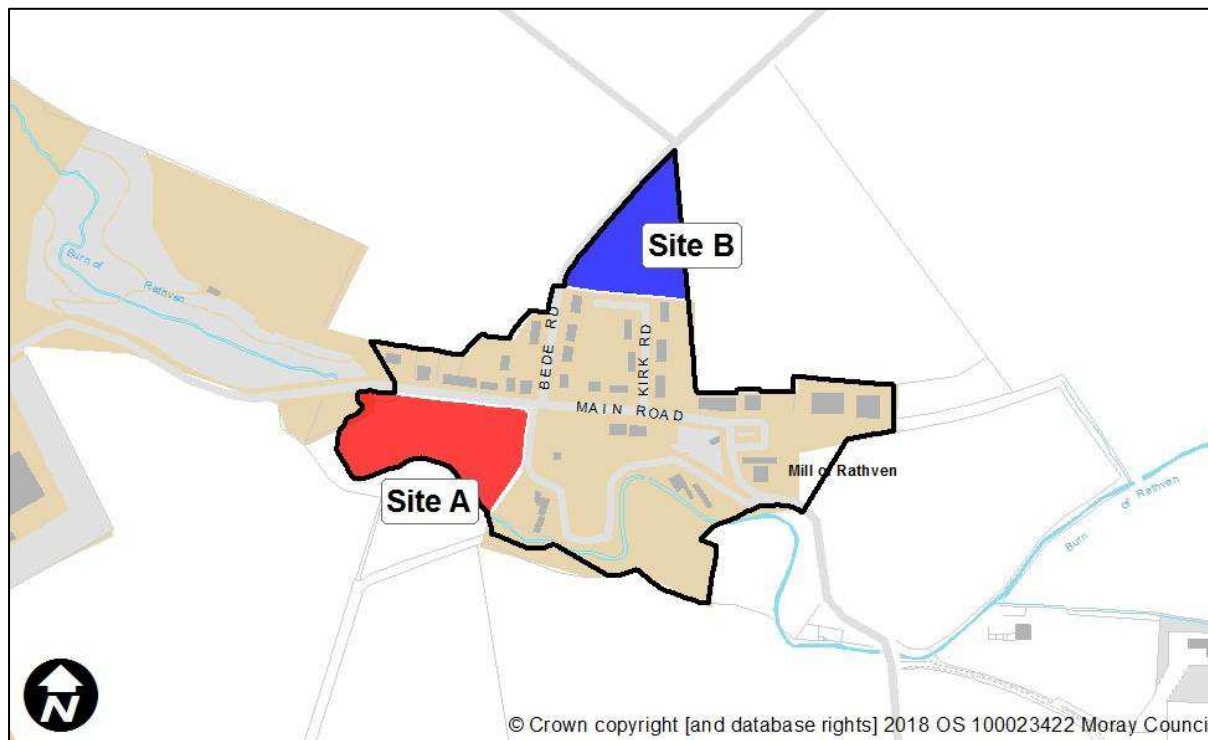 Site B
Burn of
Rathven
BEDE RD
KIRK RD
MAIN ROAD
Mill of Rathven
Site A
of Rathven
Burn
N
© Crown copyright [and database rights] 2018 OS 100023422 Moray Counci